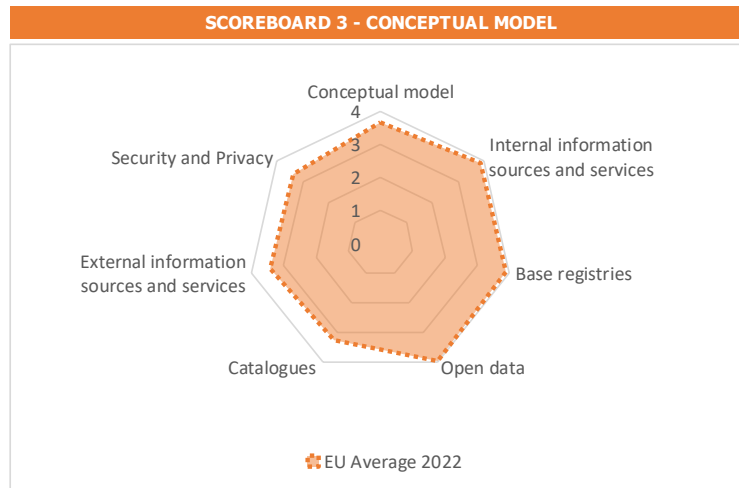 SCOREBOARD 3 - CONCEPTUAL MODEL
Conceptual model
4
3
2
1
0
Internal information
sources and services
Base registries
Open data
Catalogues
External information
sources and services
Security and Privacy
EU Average 2022